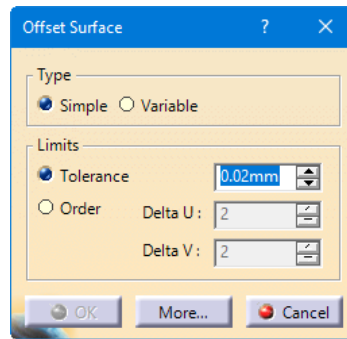 Offset Surface ? ×
Type
Simple Variable
Limits
Tolerance 0.02mm
Order Delta U : 2
Delta V : 2
OK More... Cancel